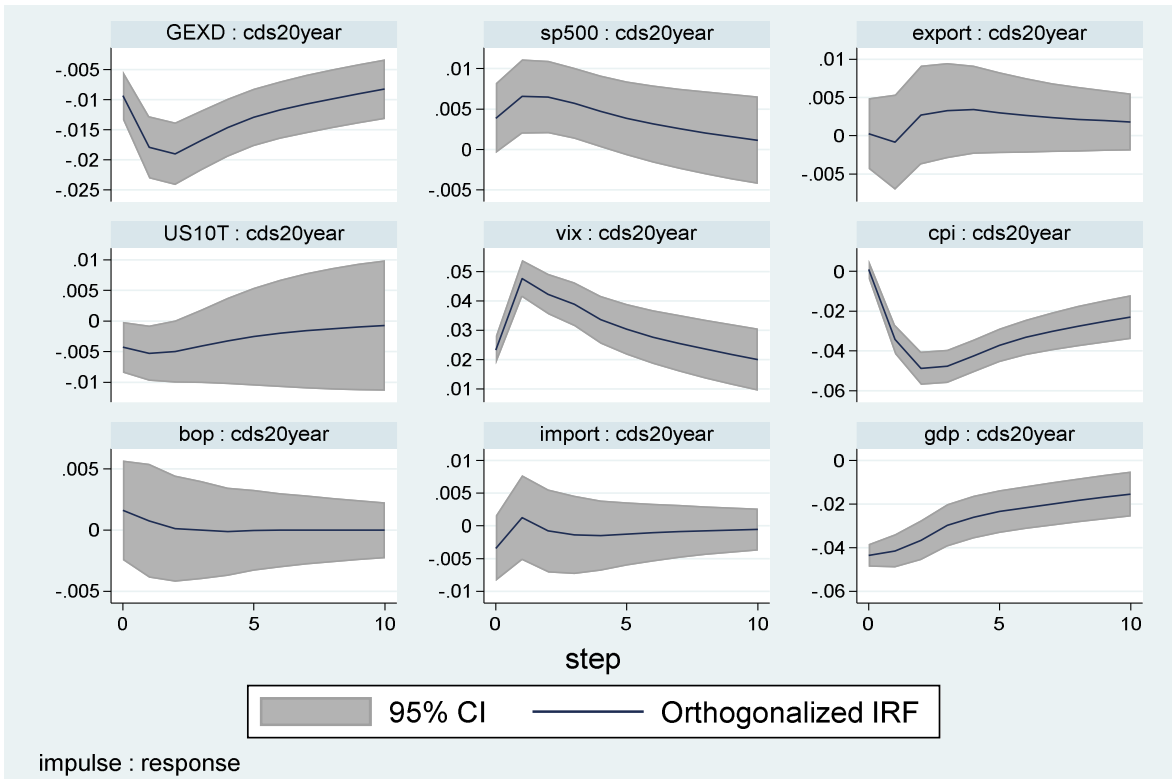 GEXD : cds20year
-.005
-.01
-.015
-.02
-.025
sp500 : cds20year
.01
.005
0
-.005
export : cds20year
.01
.005
0
-.005
US10T : cds20year
.01
.005
0
-.005
-.01
vix : cds20year
.05
.04
.03
.02
.01
cpi : cds20year
0
-.02
-.04
-.06
bop : cds20year
.005
0
-.005
0 5 10
import : cds20year
.01
.005
0
-.005
-.01
0 5 10
gdp : cds20year
0
-.02
-.04
-.06
0 5 10
step
95% CI Orthogonalized IRF
impulse : response